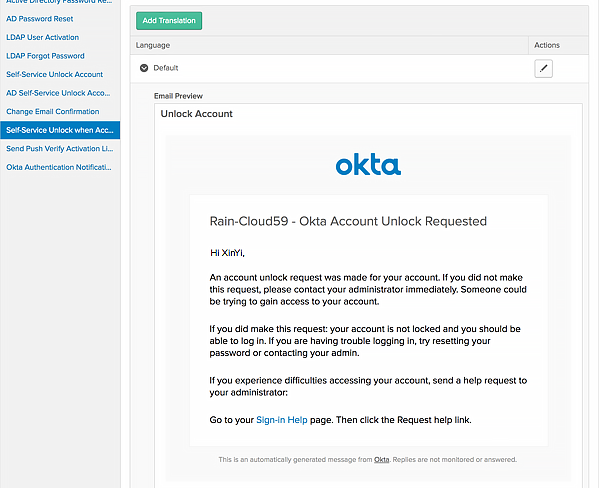 Active Directory Password Re...
AD Password Reset
LDAP User Activation
LDAP Forgot Password
Self-Service Unlock Account
AD Self-Service Unlock Acco...
Change Email Confirmation
Self-Service Unlock when Acc...
Send Push Verify Activation Li...
Okta Authentication Notificati...
Add Translation
Language Actions
Default
Email Preview
Unlock Account
okta
Rain-Cloud59 - Okta Account Unlock Requested
Hi XinYi,
An account unlock request was made for your account. If you did not make
this request, please contact your administrator immediately. Someone could
be trying to gain access to your account.
If you did make this request: your account is not locked and you should be
able to log in. If you are having trouble logging in, try resetting your
password or contacting your admin.
If you experience difficulties accessing your account, send a help request to
your administrator:
Go to your Sign-in Help page. Then click the Request help link.
This is an automatically generated message from Okta. Replies are not monitored or answered.